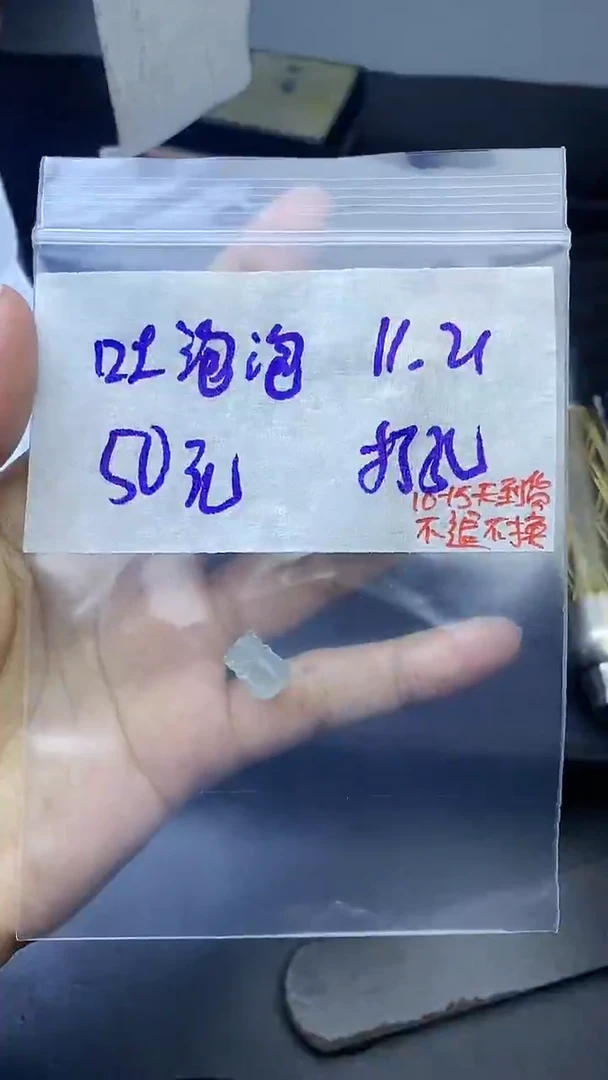 吐泡泡 11.21
50元 打孔
10-15天到货
不退不换